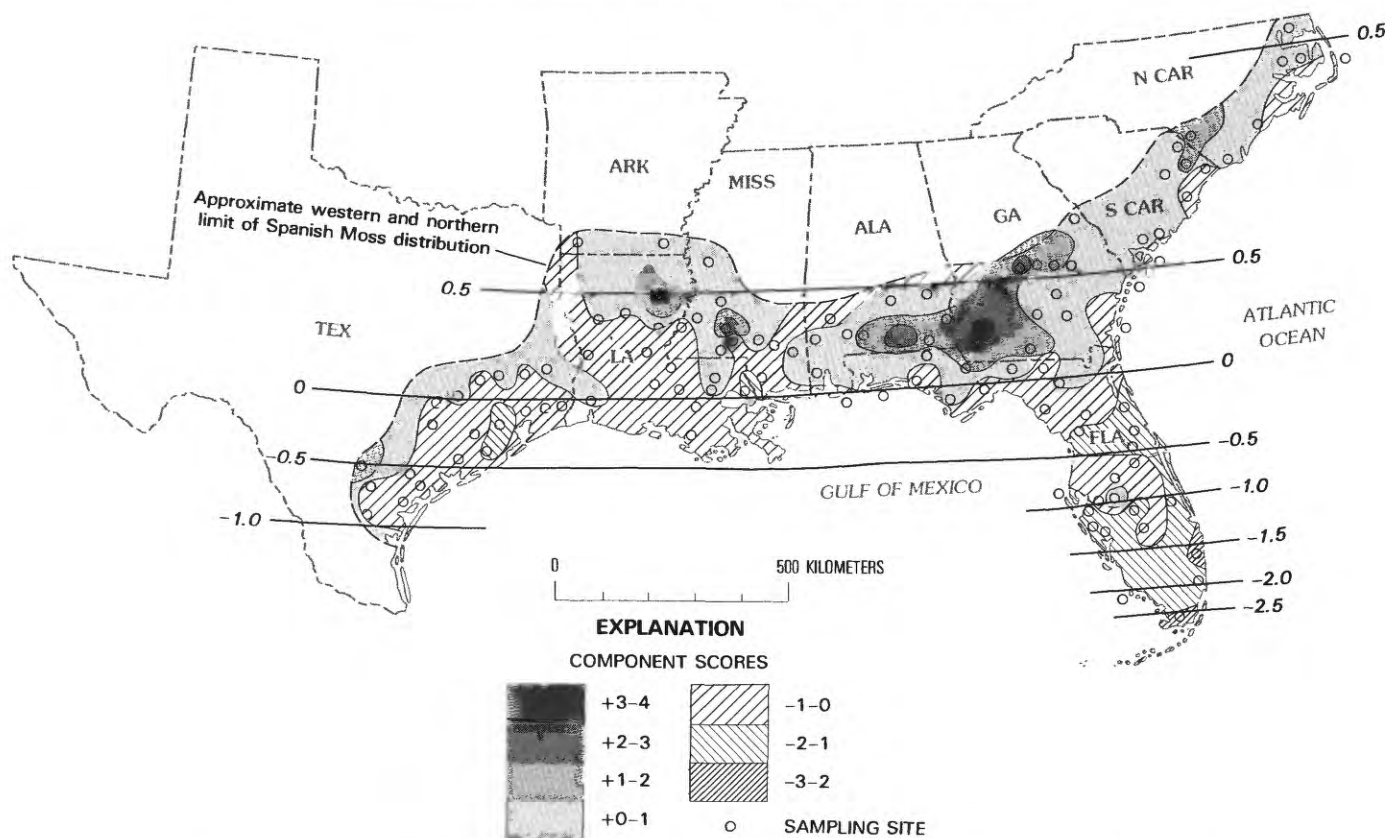 0.5
N CAR
ARK
MISS
Approximate western and northern
limit of Spanish Moss distribution
S CAR
GA
ALA
0.5
0.5
ATLANTIC
OCEAN
TEX
LA
0
0
FLA
-0.5
-0.5
GULF OF MEXICO
-1.0
-1.0
-1.5
0
500 KILOMETERS
-2.0
-2.5
EXPLANATION
COMPONENT SCORES
+3-4
-1-0
+2-3
-2-1
+1-2
-3-2
+0-1
SAMPLING SITE